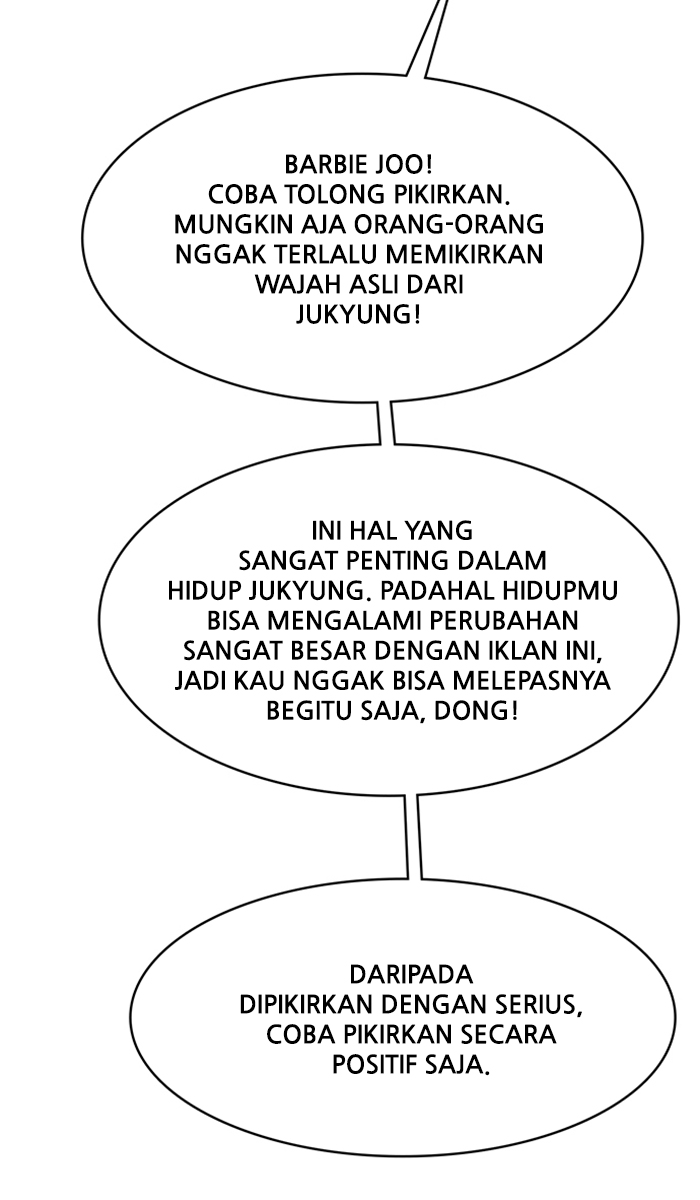 BARBIE JOO!
COBA TOLONG PIKIRKAN.
MUNGKIN AJA ORANG-ORANG
NGGAK TERLALU MEMIKIRKAN
WAJAH ASLI DARI
JUKYUNG!
INI HAL YANG
SANGAT PENTING DALAM
HIDUP JUKYUNG. PADAHAL HIDUPMU
BISA MENGALAMI PERUBAHAN
SANGAT BESAR DENGAN IKLAN INI,
JADI KAU NGGAK BISA MELEPASNYA
BEGITU SAJA, DONG!
DARIPADA
DIPIKIRKAN DENGAN SERIUS,
COBA PIKIRKAN SECARA
POSITIF SAJA.